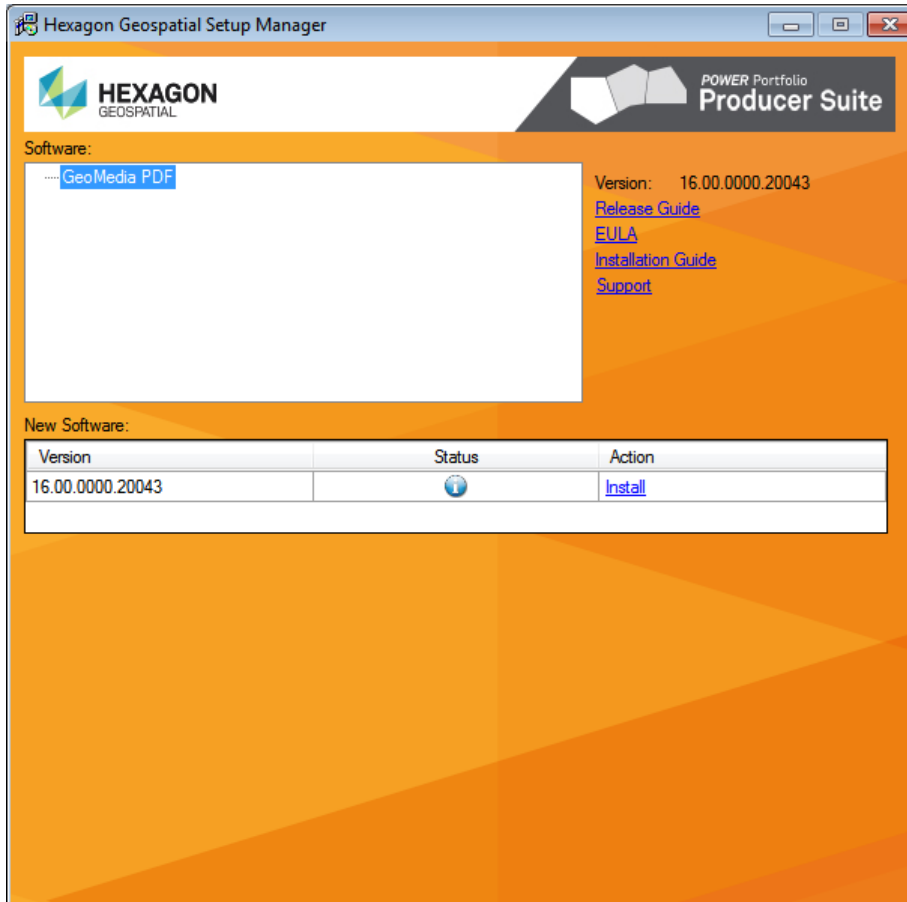 Hexagon Geospatial Setup Manager
HEXAGON
GEOSPATIAL
POWER Portfolio
Producer Suite
Software:
GeoMedia PDF
Version: 16.00.0000.20043
Release Guide
EULA
Installation Guide
Support
New Software:
Version Status Action
16.00.0000.20043 Install